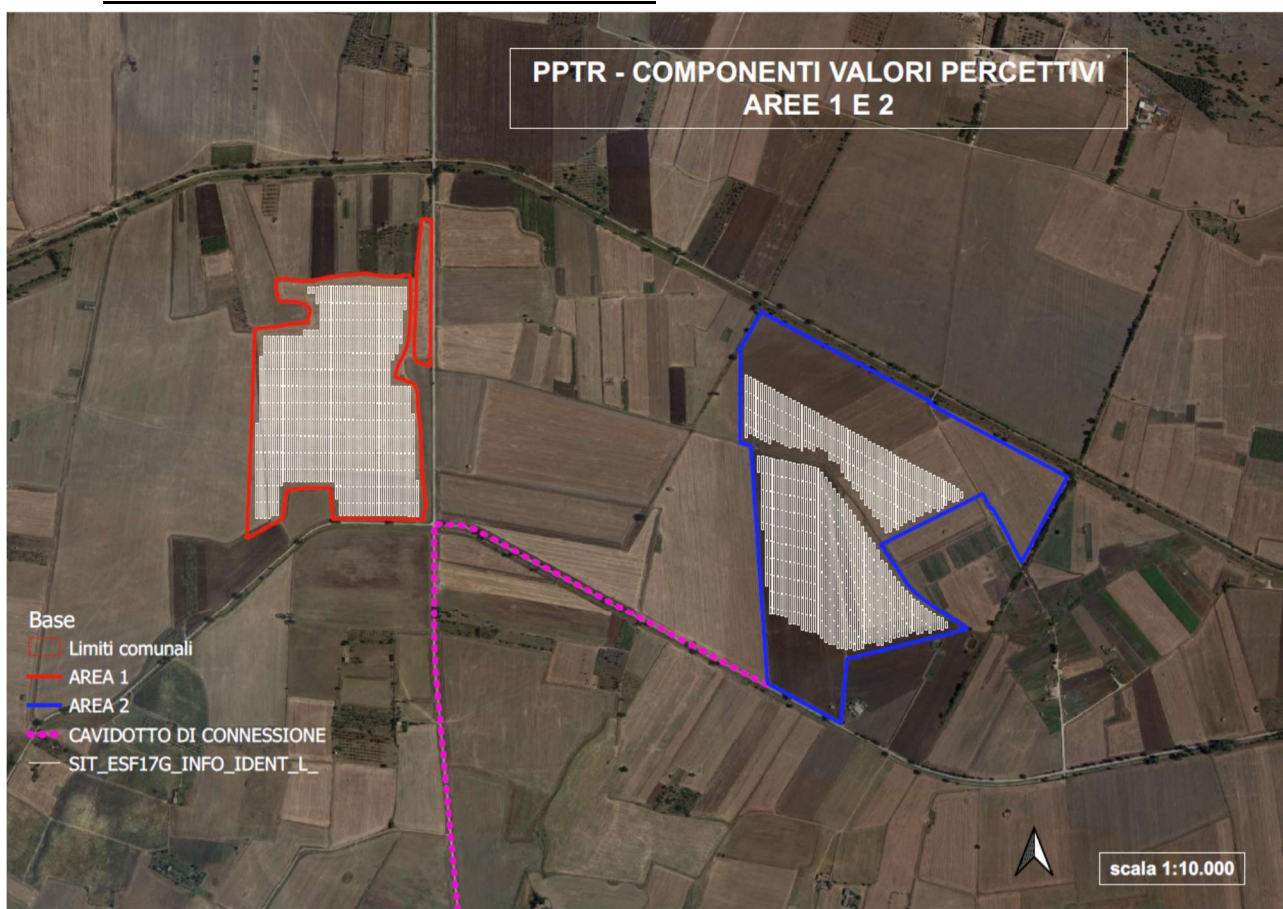 PPTR - COMPONENTI VALORI PERCETTIVI
AREE 1 E 2
Base
Limiti comunali
AREA 1
AREA 2
CAVIDOTTO DI CONNESSIONE
SIT_ESF17G_INFO_IDENT_L_
scala 1:10.000